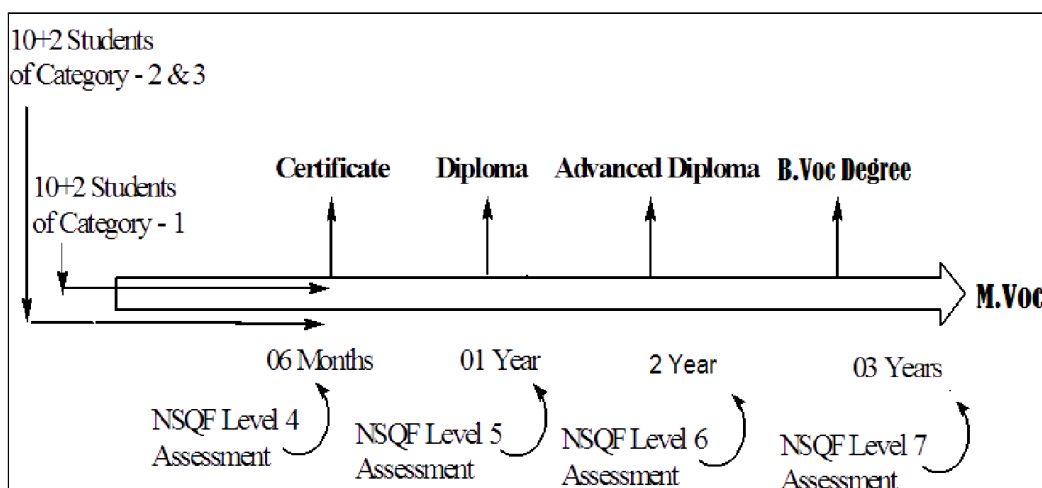 10+2 Students
of Category - 2 & 3
10+2 Students
of Category - 1
Certificate
Diploma
Advanced Diploma
B.Voc Degree
M.Voc
06 Months
01 Year
2 Year
03 Years
NSQF Level 4
Assessment
NSQF Level 5
Assessment
NSQF Level 6
Assessment
NSQF Level 7
Assessment